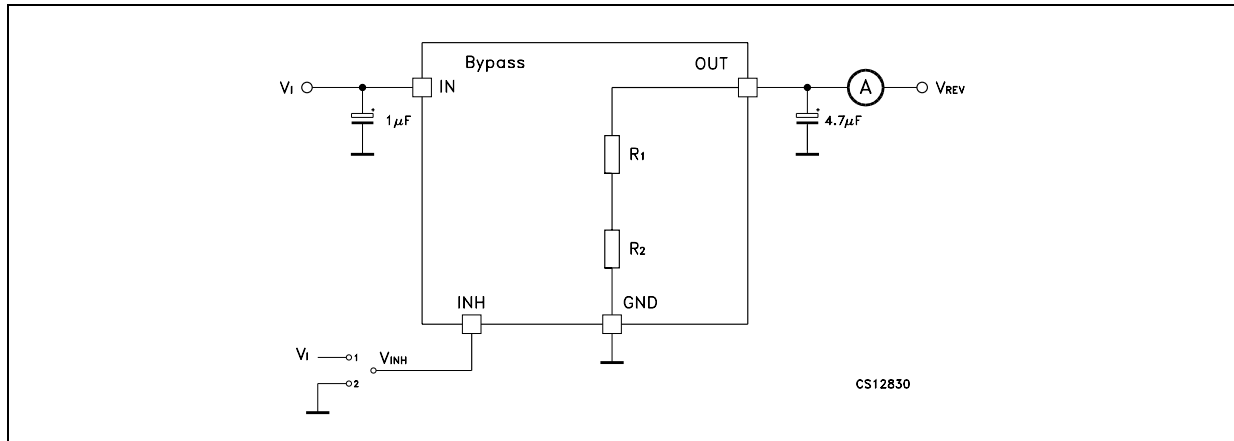 Bypass
OUT
VI
IN
A
VREV
+
1µF
+
4.7µF
R1
R2
INH
GND
VI
1
VINH
2
CS12830